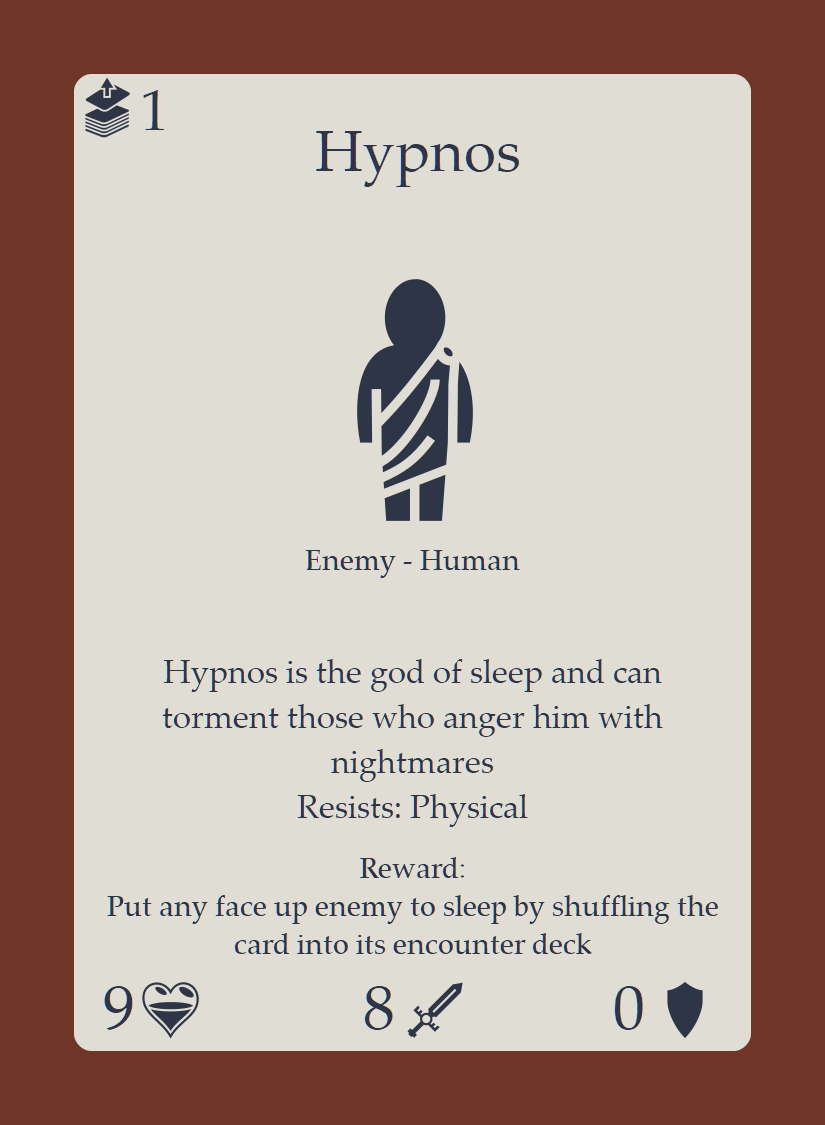 1
Hypnos
Enemy - Human
Hypnos is the god of sleep and can
torment those who anger him with
nightmares
Resists: Physical
Reward:
Put any face up enemy to sleep by shuffling the
card into its encounter deck
9 8 0